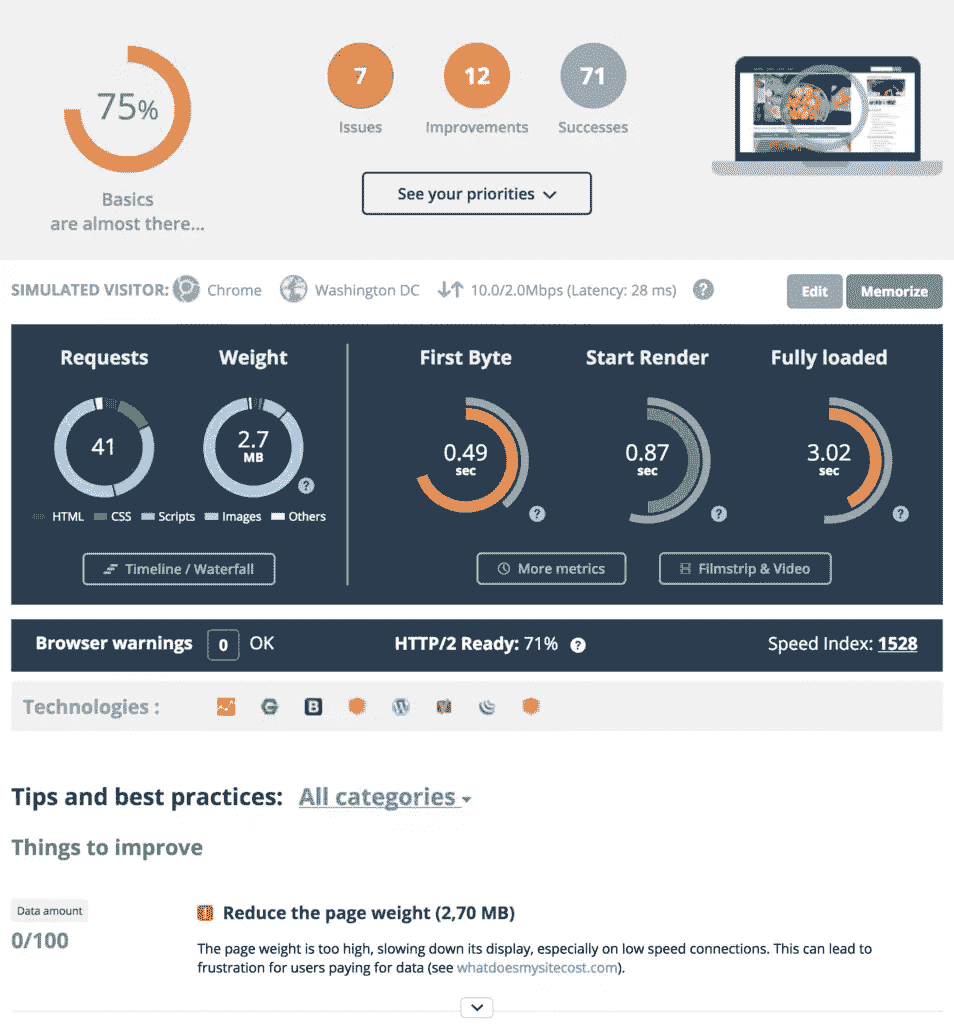 75%
Basics
are almost there...
7
Issues
12
Improvements
71
Successes
See your priorities
SIMULATED VISITOR: Chrome Washington DC 10.0/2.0Mbps (Latency: 28 ms) ?
Edit
Memorize
Requests
41
Weight
2.7
MB
?
HTML CSS Scripts Images Others
Timeline / Waterfall
First Byte
0.49
sec
?
Start Render
0.87
sec
?
Fully loaded
3.02
sec
?
More metrics
Filmstrip & Video
Browser warnings 0 OK
HTTP/2 Ready: 71% ?
Speed Index: 1528
Technologies :
B
Tips and best practices: All categories
Things to improve
Data amount
0/100
Reduce the page weight (2,70 MB)
The page weight is too high, slowing down its display, especially on low speed connections. This can lead to
frustration for users paying for data (see whatdoesmysitecost.com).